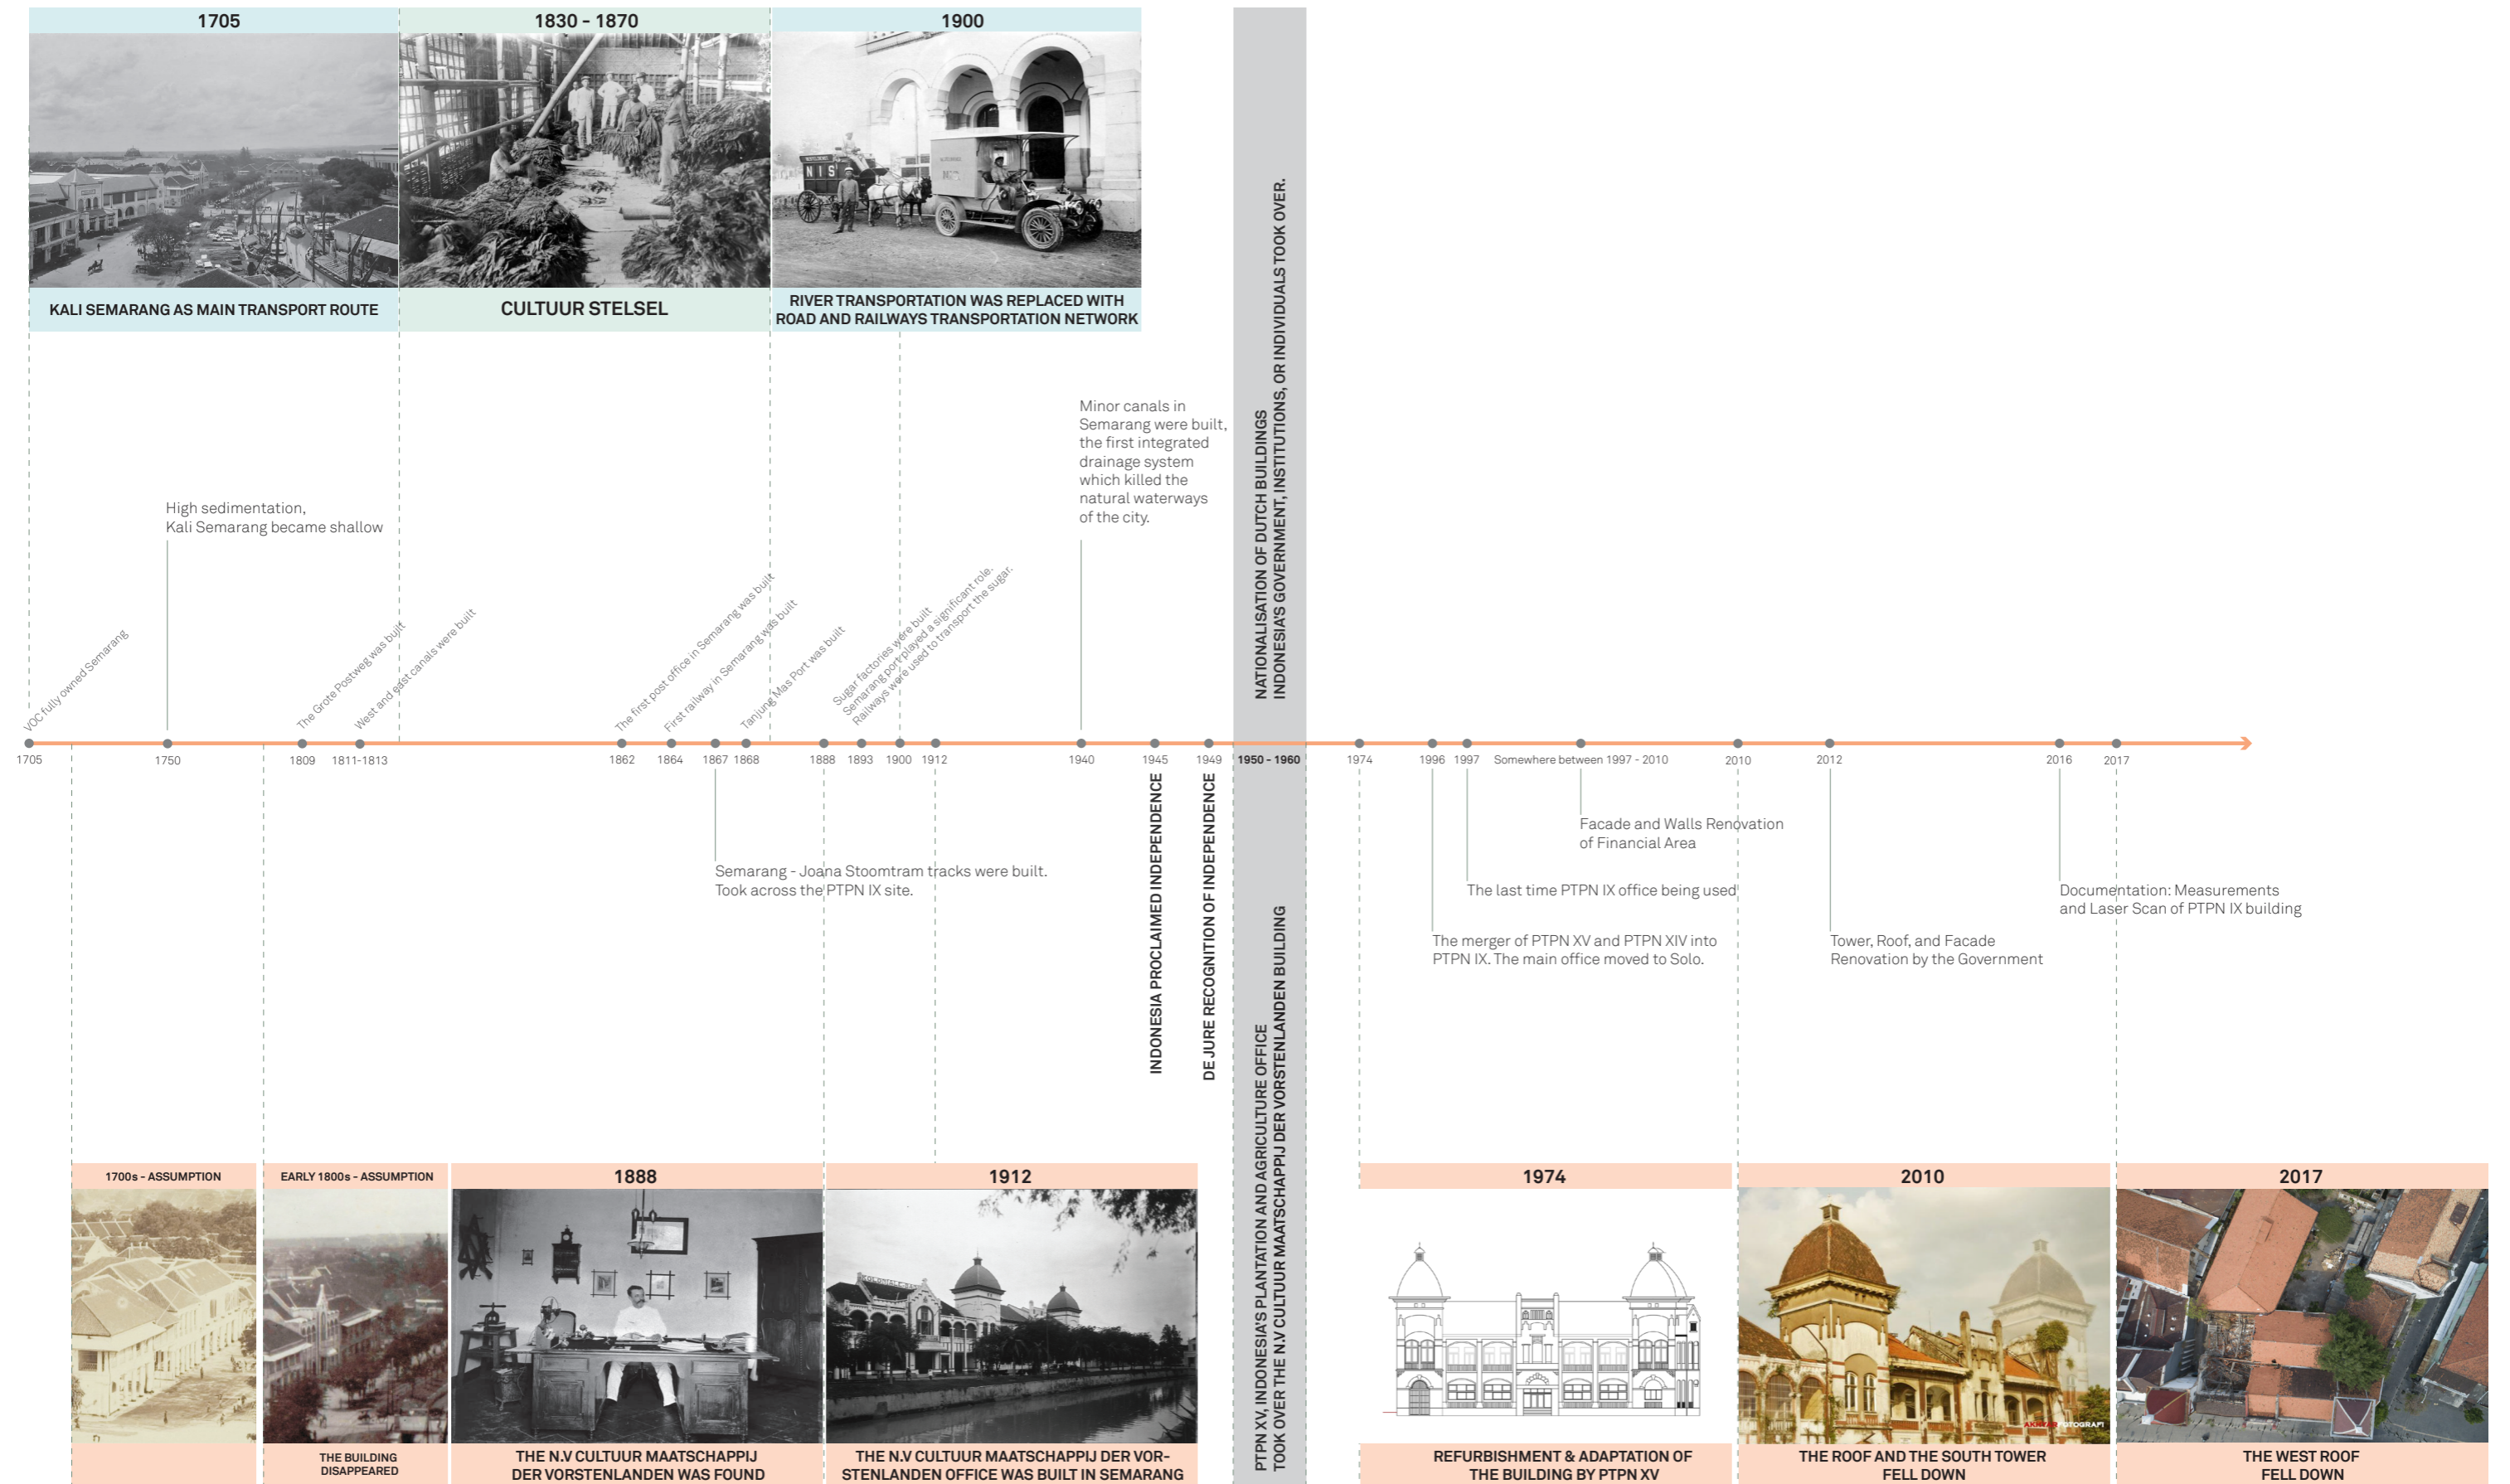 1705
1830 - 1870
1900
NIS
KALI SEMARANG AS MAIN TRANSPORT ROUTE
CULTUUR STELSEL
RIVER TRANSPORTATION WAS REPLACED WITH
ROAD AND RAILWAYS TRANSPORTATION NETWORK
NATIONALISATION OF DUTCH BUILDINGS
INDONESIA'S GOVERNMENT, INSTITUTIONS, OR INDIVIDUALS TOOK OVER.
Minor canals in
Semarang were built,
the first integrated
drainage system
which killed the
natural waterways
of the city.
High sedimentation,
Kali Semarang became shallow
VOC fully owned Semarang
The Grote Postweg was built
West and east canals were built
The first post office in Semarang was built
First railway in Semarang was built
Tanjung Mas Port was built
Sugar factories were built
Semarang port played a significant role.
Railways were used to transport the sugar.
1705
1750
1809
1811-1813
1862
1864
1867
1868
1888
1893
1900
1912
1940
1945
1949
1950 - 1960
1974
1996
1997
Somewhere between 1997 - 2010
2010
2012
2016
2017
INDONESIA PROCLAIMED INDEPENDENCE
DE JURE RECOGNITION OF INDEPENDENCE
PTPN XV, INDONESIA'S PLANTATION AND AGRICULTURE OFFICE
TOOK OVER THE N.V CULTUUR MAATSCHAPPIJ DER VORSTENLANDEN BUILDING
Semarang - Joana Stoomtram tracks were built.
Took across the PTPN IX site.
Facade and Walls Renovation
of Financial Area
The last time PTPN IX office being used
The merger of PTPN XV and PTPN XIV into
PTPN IX. The main office moved to Solo.
Tower, Roof, and Facade
Renovation by the Government
Documentation: Measurements
and Laser Scan of PTPN IX building
1700s - ASSUMPTION
EARLY 1800s - ASSUMPTION
THE BUILDING
DISAPPEARED
1888
THE N.V CULTUUR MAATSCHAPPIJ
DER VORSTENLANDEN WAS FOUND
1912
THE N.V CULTUUR MAATSCHAPPIJ DER VOR-
STENLANDEN OFFICE WAS BUILT IN SEMARANG
1974
REFURBISHMENT & ADAPTATION OF
THE BUILDING BY PTPN XV
2010
THE ROOF AND THE SOUTH TOWER
FELL DOWN
2017
THE WEST ROOF
FELL DOWN